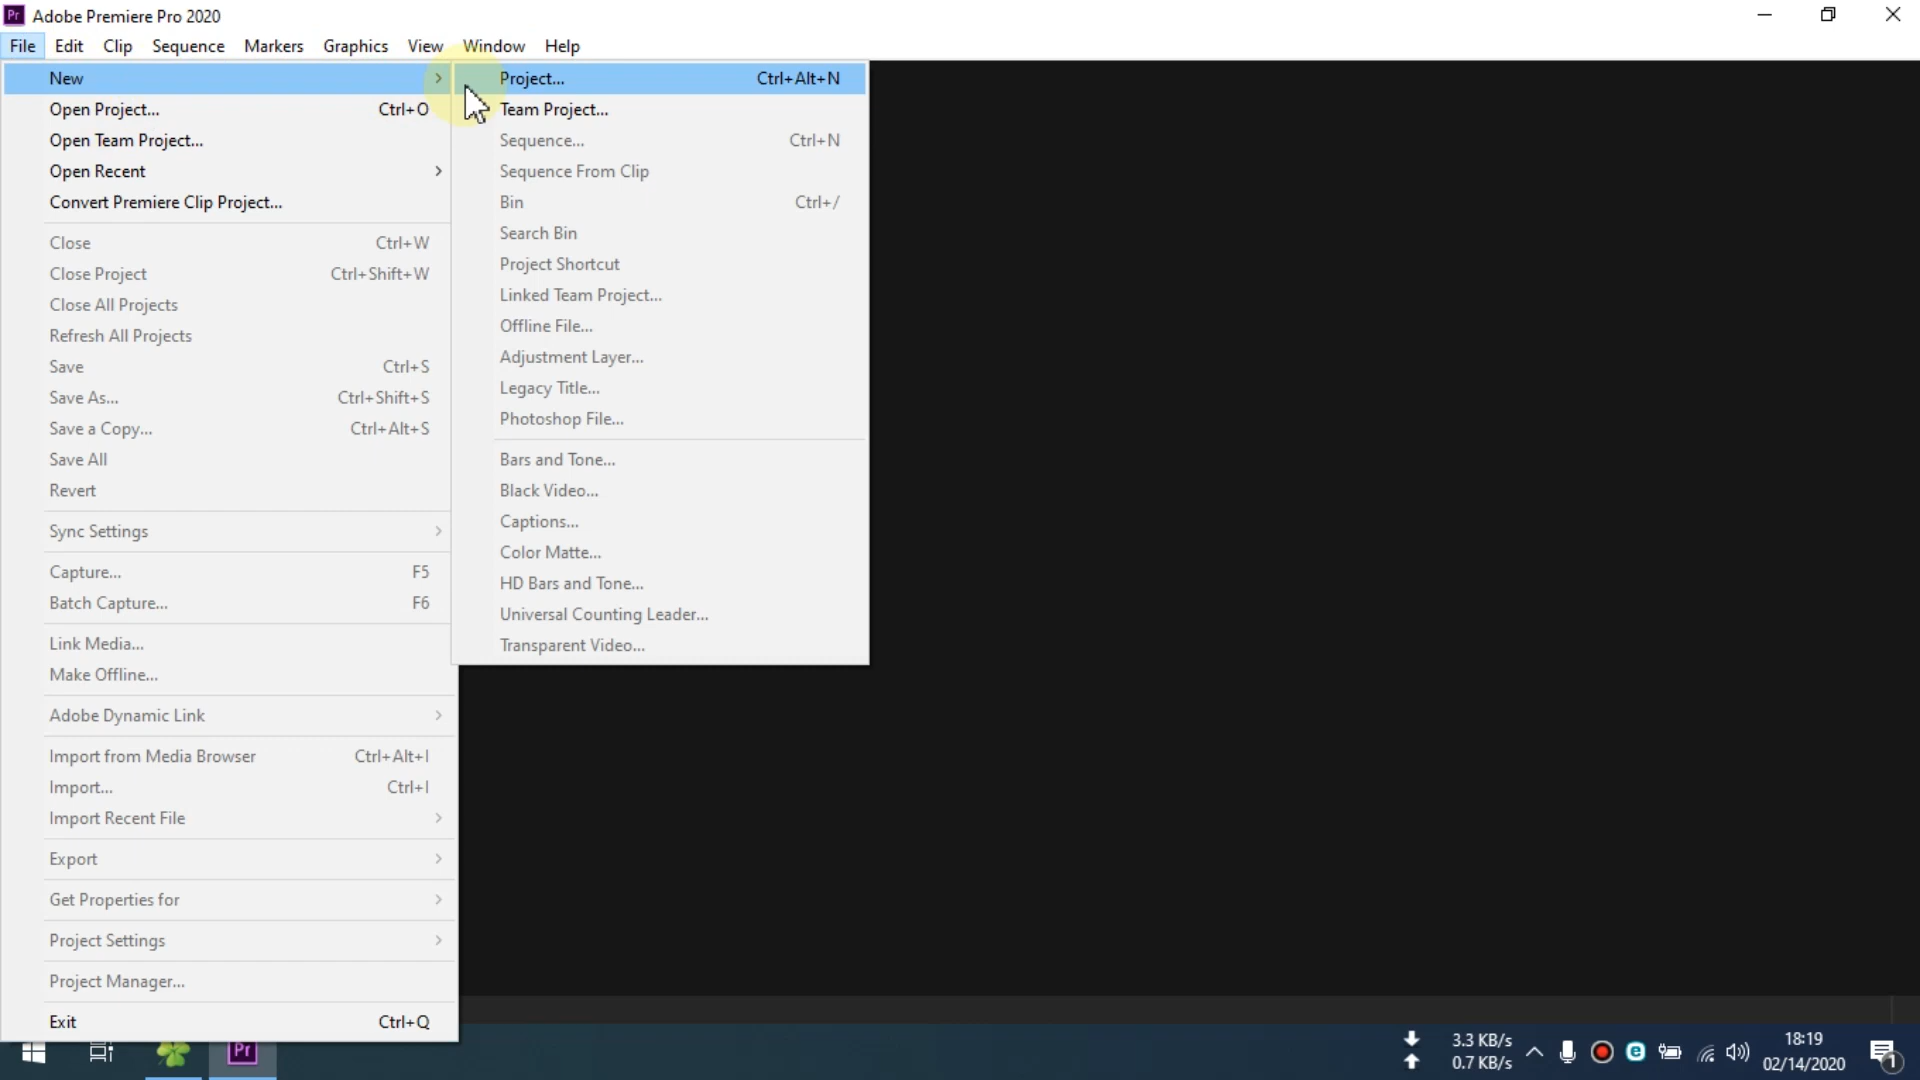 Pr Adobe Premiere Pro 2020
File Edit Clip Sequence Markers Graphics View Window Help
New
Open Project... Ctrl+O
Open Team Project...
Open Recent
Convert Premiere Clip Project...
Close Ctrl+W
Close Project Ctrl+Shift+W
Close All Projects
Refresh All Projects
Save Ctrl+S
Save As... Ctrl+Shift+S
Save a Copy... Ctrl+Alt+S
Save All
Revert
Sync Settings
Capture... F5
Batch Capture... F6
Link Media...
Make Offline...
Adobe Dynamic Link
Import from Media Browser Ctrl+Alt+I
Import... Ctrl+I
Import Recent File
Export
Get Properties for
Project Settings
Project Manager...
Exit Ctrl+Q
Project... Ctrl+Alt+N
Team Project...
Sequence... Ctrl+N
Sequence From Clip
Bin Ctrl+/
Search Bin
Project Shortcut
Linked Team Project...
Offline File...
Adjustment Layer...
Legacy Title...
Photoshop File...
Bars and Tone...
Black Video...
Captions...
Color Matte...
HD Bars and Tone...
Universal Counting Leader...
Transparent Video...
Pr
3.3 KB/s
0.7 KB/s
18:19
02/14/2020
1